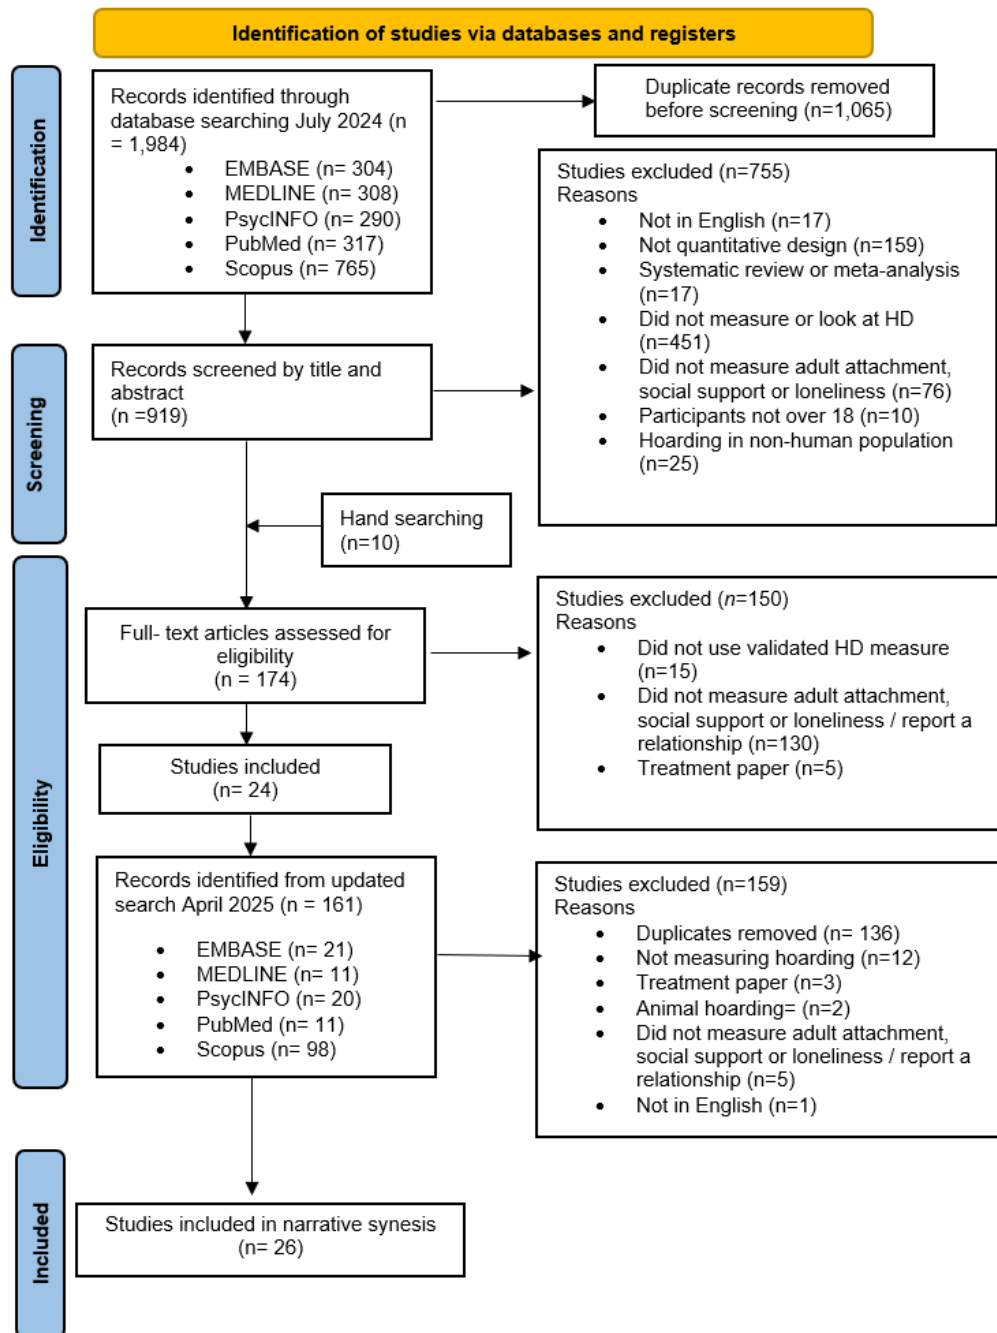 Identification of studies via databases and registers
Identification
Records identified through
database searching July 2024 (n
= 1,984)
• EMBASE (n= 304)
• MEDLINE (n= 308)
• PsycINFO (n= 290)
• PubMed (n= 317)
• Scopus (n= 765)
Duplicate records removed
before screening (n=1,065)
Studies excluded (n=755)
Reasons
• Not in English (n=17)
• Not quantitative design (n=159)
• Systematic review or meta-analysis
(n=17)
• Did not measure or look at HD
(n=451)
• Did not measure adult attachment,
social support or loneliness (n=76)
• Participants not over 18 (n=10)
• Hoarding in non-human population
(n=25)
Screening
Records screened by title and
abstract
(n =919)
Hand searching
(n=10)
Eligibility
Full- text articles assessed for
eligibility
(n = 174)
Studies excluded (n=150)
Reasons
• Did not use validated HD measure
(n=15)
• Did not measure adult attachment,
social support or loneliness / report a
relationship (n=130)
• Treatment paper (n=5)
Studies included
(n= 24)
Records identified from updated
search April 2025 (n = 161)
• EMBASE (n= 21)
• MEDLINE (n= 11)
• PsycINFO (n= 20)
• PubMed (n= 11)
• Scopus (n= 98)
Studies excluded (n=159)
Reasons
• Duplicates removed (n= 136)
• Not measuring hoarding (n=12)
• Treatment paper (n=3)
• Animal hoarding= (n=2)
• Did not measure adult attachment,
social support or loneliness / report a
relationship (n=5)
• Not in English (n=1)
Included
Studies included in narrative synesis
(n= 26)